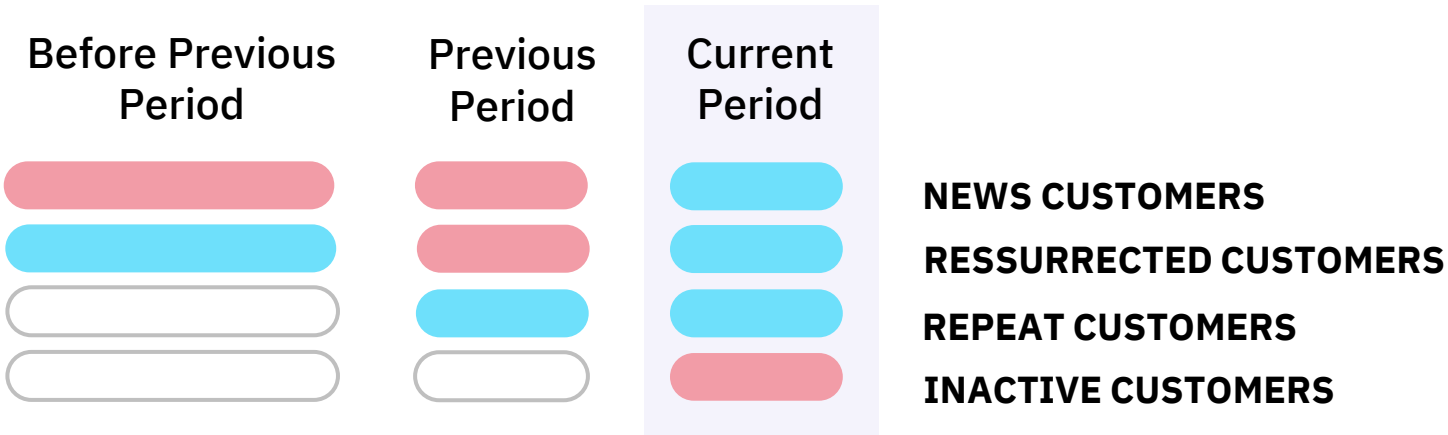 Before Previous
Period
Previous
Period
Current
Period
NEWS CUSTOMERS
RESSURRECTED CUSTOMERS
REPEAT CUSTOMERS
INACTIVE CUSTOMERS